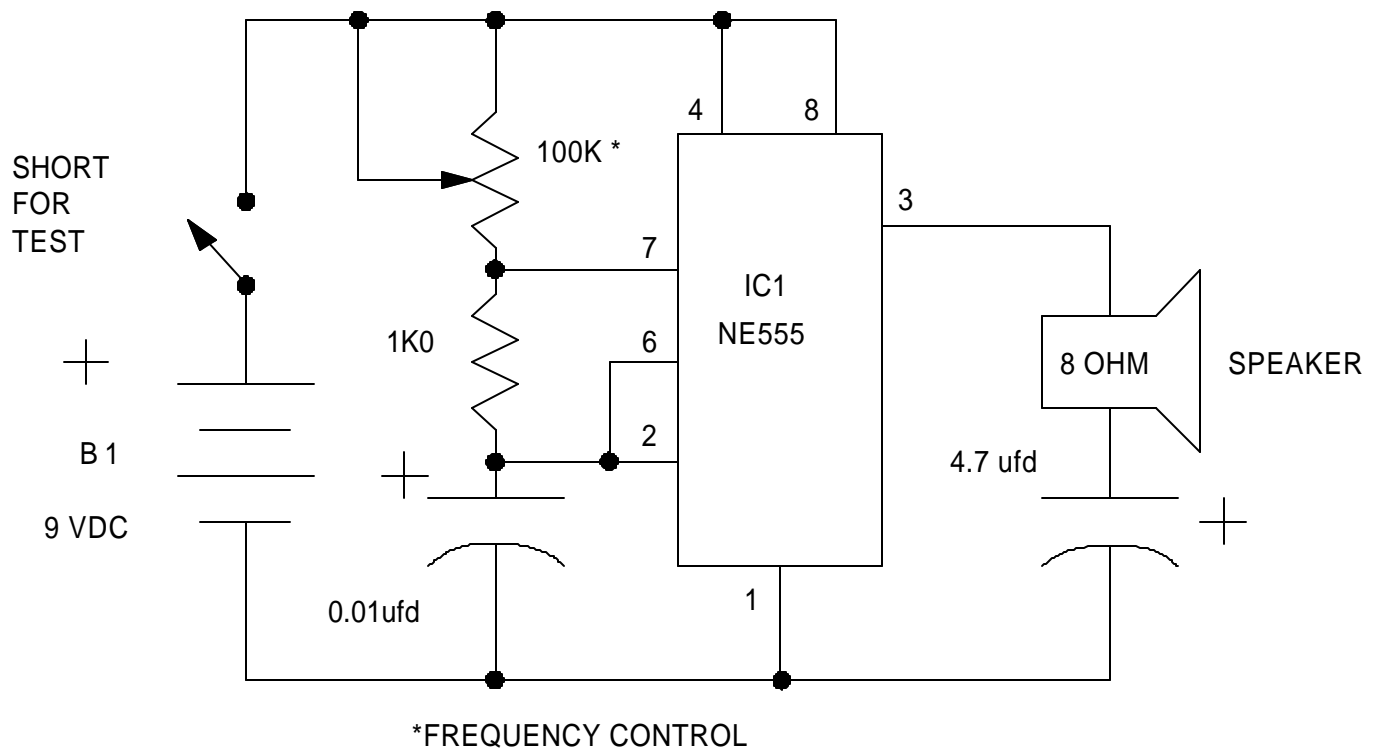 4
8
SHORT
FOR
TEST
100K *
3
7
IC1
NE555
1K0
6
8 OHM
SPEAKER
2
B1
4.7 ufd
9 VDC
0.01ufd
1
*FREQUENCY CONTROL